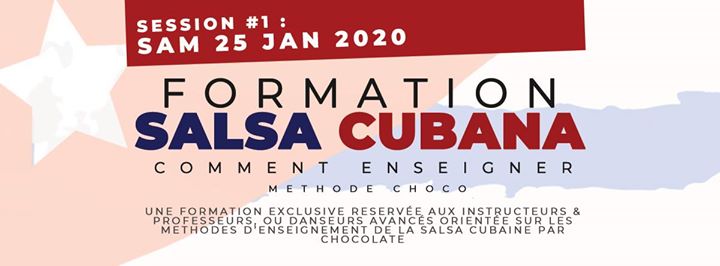 SESSION #1 :
SAM 25 JAN 2020
FORMATION
SALSA CUBANA
COMMENT ENSEIGNER
METHODE CHOCO
UNE FORMATION EXCLUSIVE RESERVÉE AUX INSTRUCTEURS &
PROFESSEURS, OU DANSEURS AVANCÉS ORIENTÉE SUR LES
METHODES D'ENSEIGNEMENT DE LA SALSA CUBAINE PAR
CHOCOLATE